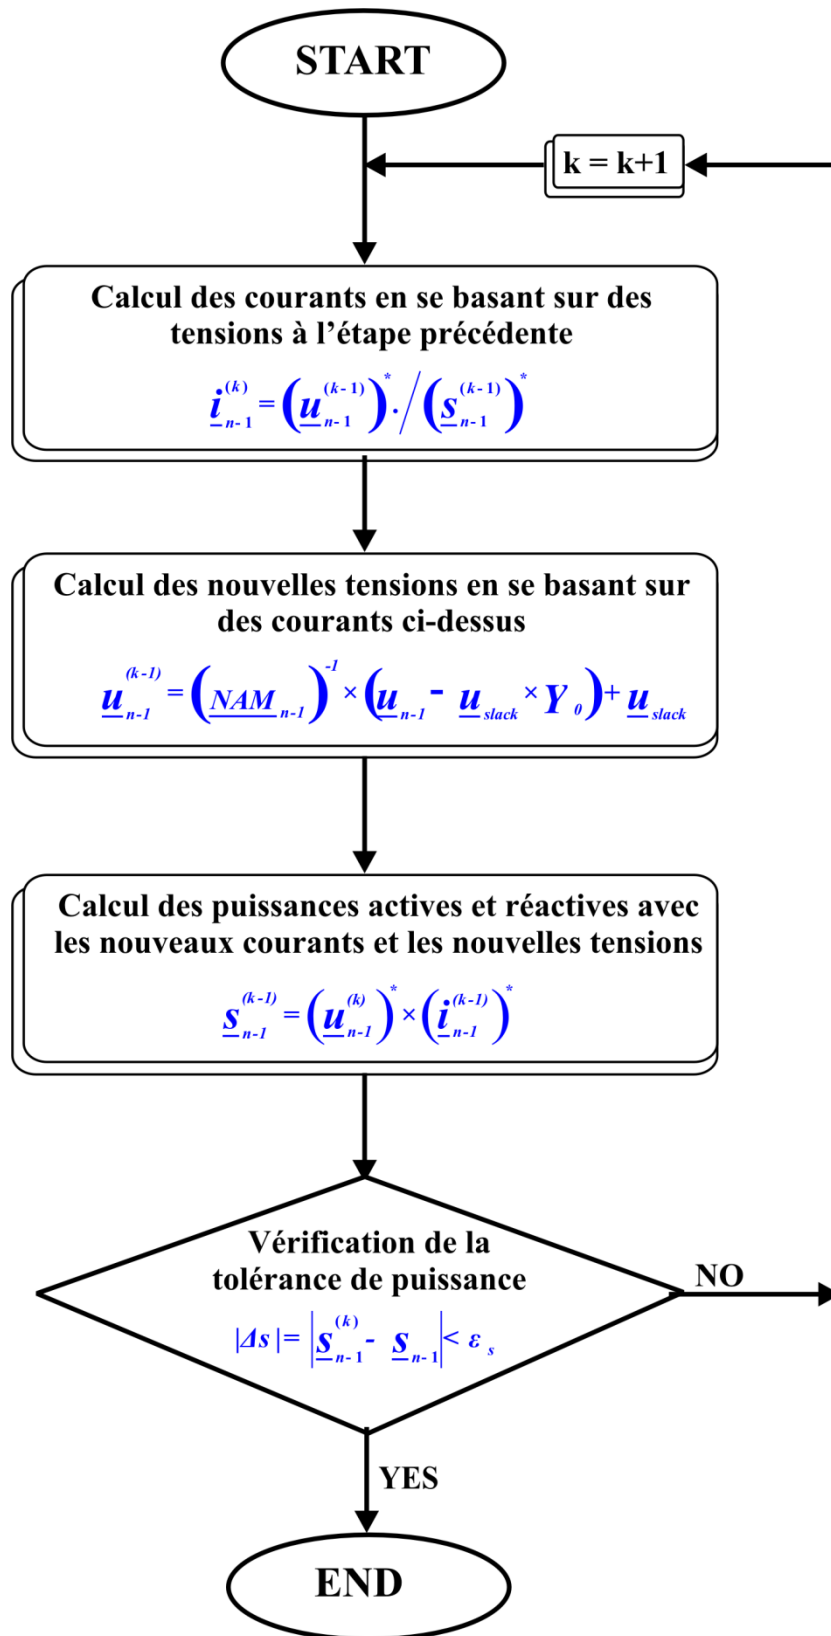 START
k = k+1
Calcul des courants en se basant sur des
tensions à l’étape précédente
i_{n-1}^{(k)} = (u_{n-1}^{(k-1)})^* ./ (s_{n-1}^{(k-1)})^*
Calcul des nouvelles tensions en se basant sur
des courants ci-dessus
u_{n-1}^{(k-1)} = (NAM_{n-1})^{-1} × (u_{n-1} - u_{slack} × Y_0) + u_{slack}
Calcul des puissances actives et réactives avec
les nouveaux courants et les nouvelles tensions
s_{n-1}^{(k-1)} = (u_{n-1}^{(k)})^* × (i_{n-1}^{(k-1)})^*
Vérification de la
tolérance de puissance
|Δs| = |s_{n-1}^{(k)} - s_{n-1}| < ε_s
NO
YES
END